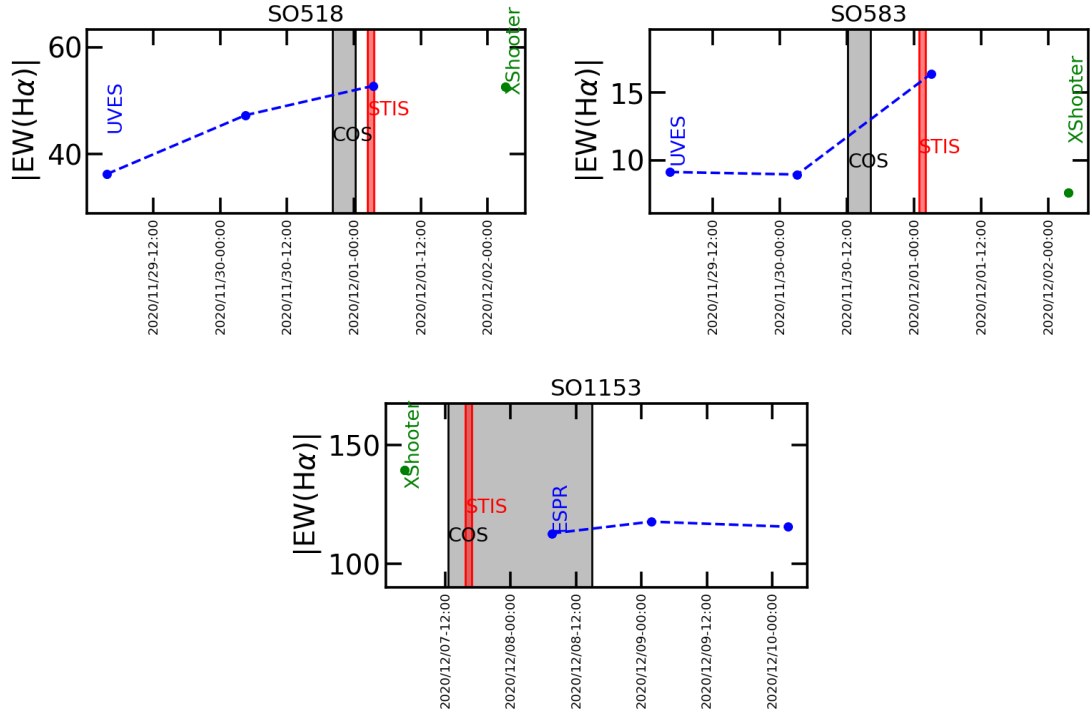 SO518
|EW(Hα)|
60
40
UVES
COS
STIS
XShooter
2020/11/29-12:00
2020/11/30-00:00
2020/11/30-12:00
2020/12/01-00:00
2020/12/01-12:00
2020/12/02-00:00
SO583
|EW(Hα)|
15
10
UVES
COS
STIS
XShooter
2020/11/29-12:00
2020/11/30-00:00
2020/11/30-12:00
2020/12/01-00:00
2020/12/01-12:00
2020/12/02-00:00
SO1153
|EW(Hα)|
150
100
XShooter
COS
STIS
ESPR
2020/12/07-12:00
2020/12/08-00:00
2020/12/08-12:00
2020/12/09-00:00
2020/12/09-12:00
2020/12/10-00:00